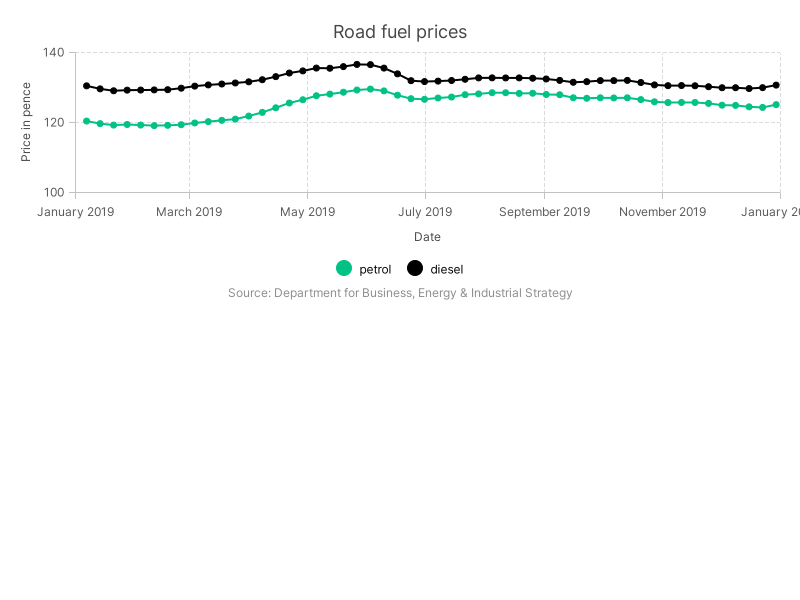 Road fuel prices
140
120
100
Price in pence
January 2019 March 2019 May 2019 July 2019 September 2019 November 2019 January 20
Date
petrol diesel
Source: Department for Business, Energy & Industrial Strategy